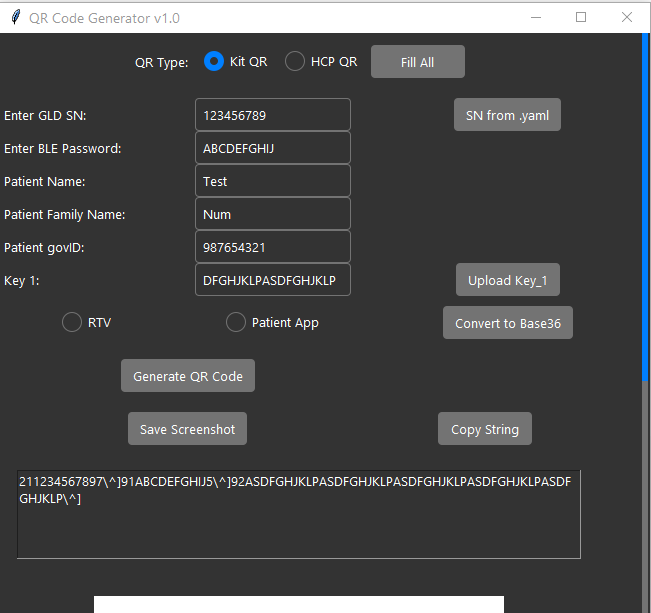 QR Code Generator v1.0
QR Type: Kit QR HCP QR Fill All
Enter GLD SN: 123456789 SN from .yaml
Enter BLE Password: ABCDEFGHIJ
Patient Name: Test
Patient Family Name: Num
Patient govID: 987654321
Key 1: DFGHJKLPASDFGHJKLP Upload Key_1
RTV Patient App Convert to Base36
Generate QR Code
Save Screenshot Copy String
211234567897\^]91ABCDEFGHIJ5\^]92ASDFGHJKLPASDFGHJKLPASDFGHJKLPASDFGHJKLPASDF
GHJKLP\^]